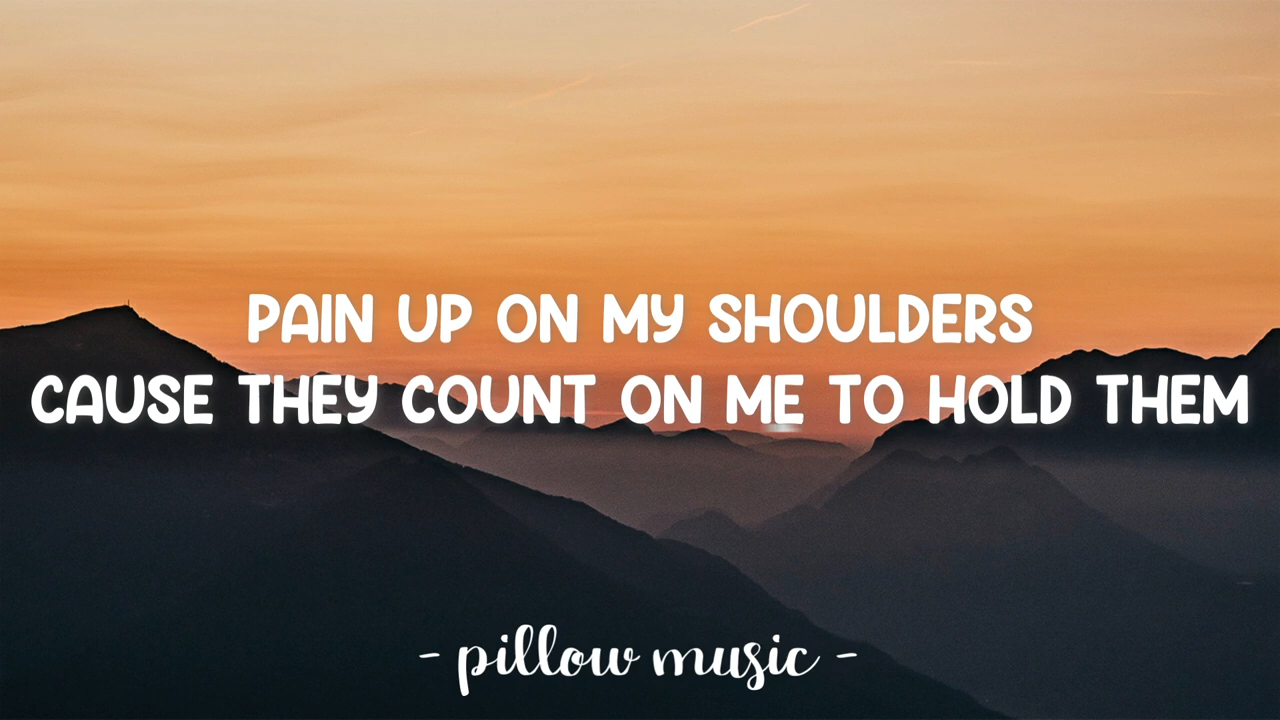 PAIN UP ON MY SHOULDERS
CAUSE THEY COUNT ON ME TO HOLD THEM
- pillow music -